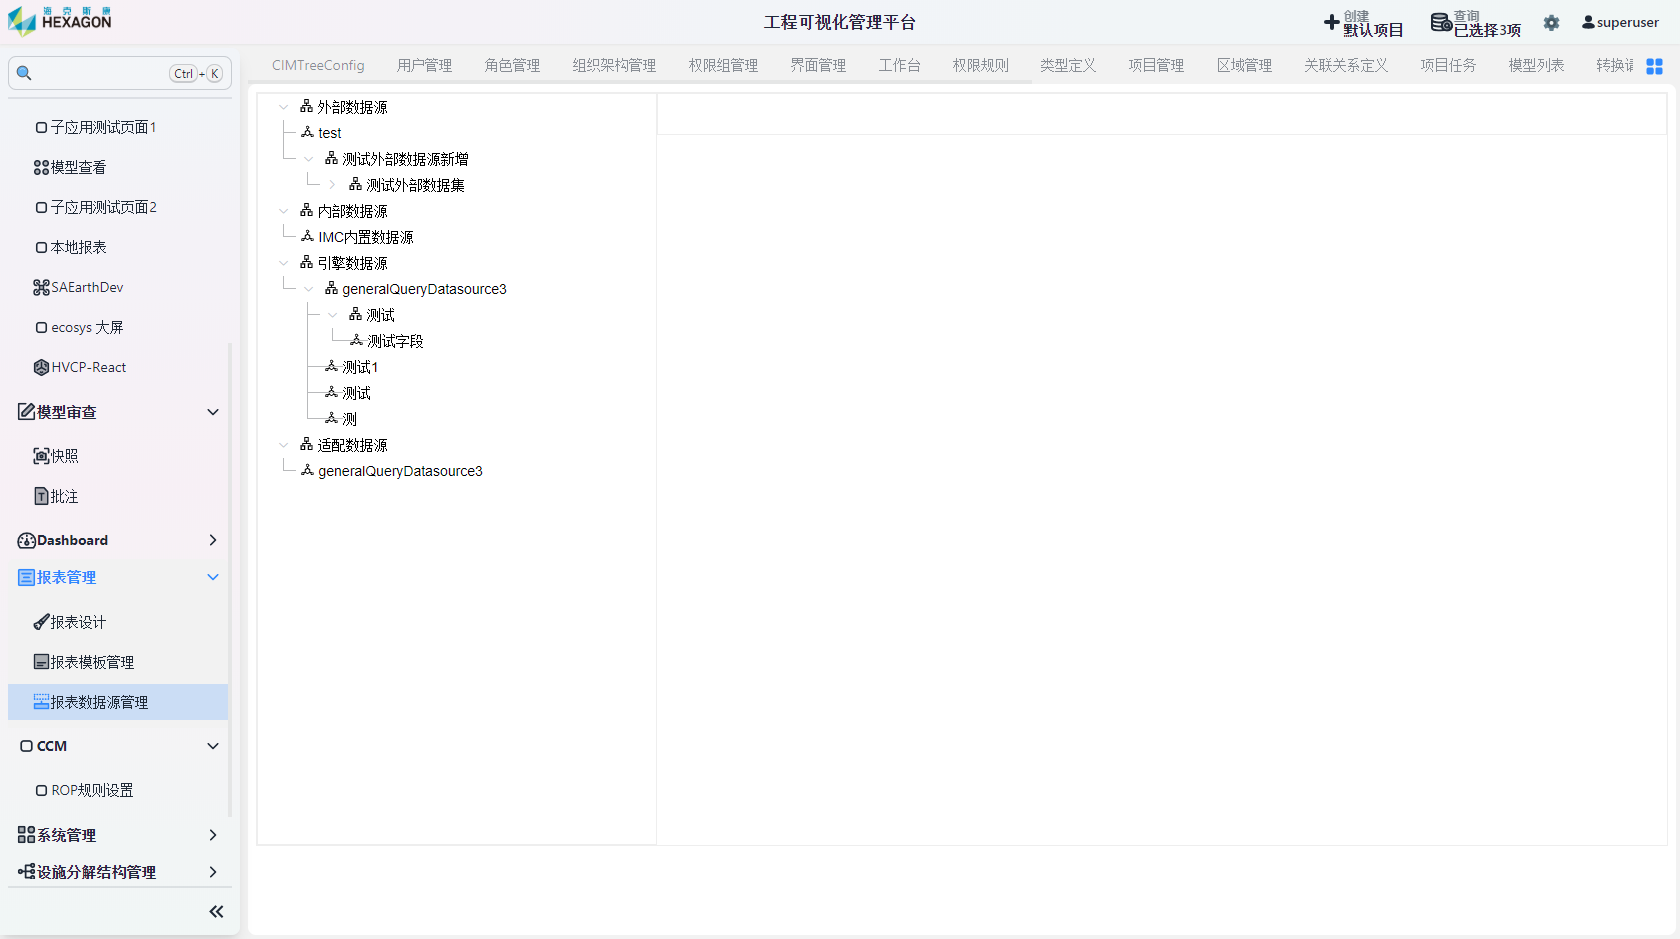 海克斯康
HEXAGON
工程可视化管理平台
创建
默认项目
查询
已选择3项
superuser
Ctrl + K
CIMTreeConfig 用户管理 角色管理 组织架构管理 权限组管理 界面管理 工作台 权限规则 类型定义 项目管理 区域管理 关联关系定义 项目任务 模型列表 转换
子应用测试页面1
模型查看
子应用测试页面2
本地报表
SAEarthDev
ecosys 大屏
HVCP-React
模型审查
快照
批注
Dashboard
报表管理
报表设计
报表模板管理
报表数据源管理
CCM
ROP规则设置
系统管理
设施分解结构管理
外部数据源
test
测试外部数据源新增
测试外部数据集
内部数据源
IMC内置数据源
引擎数据源
generalQueryDatasource3
测试
测试字段
测试1
测试
测
适配数据源
generalQueryDatasource3